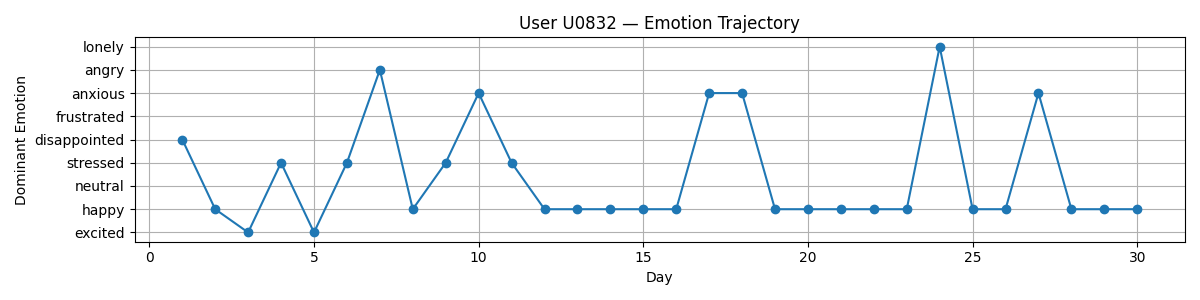 User U0832 — Emotion Trajectory
Dominant Emotion
lonely
angry
anxious
frustrated
disappointed
stressed
neutral
happy
excited
0 5 10 15 20 25 30
Day